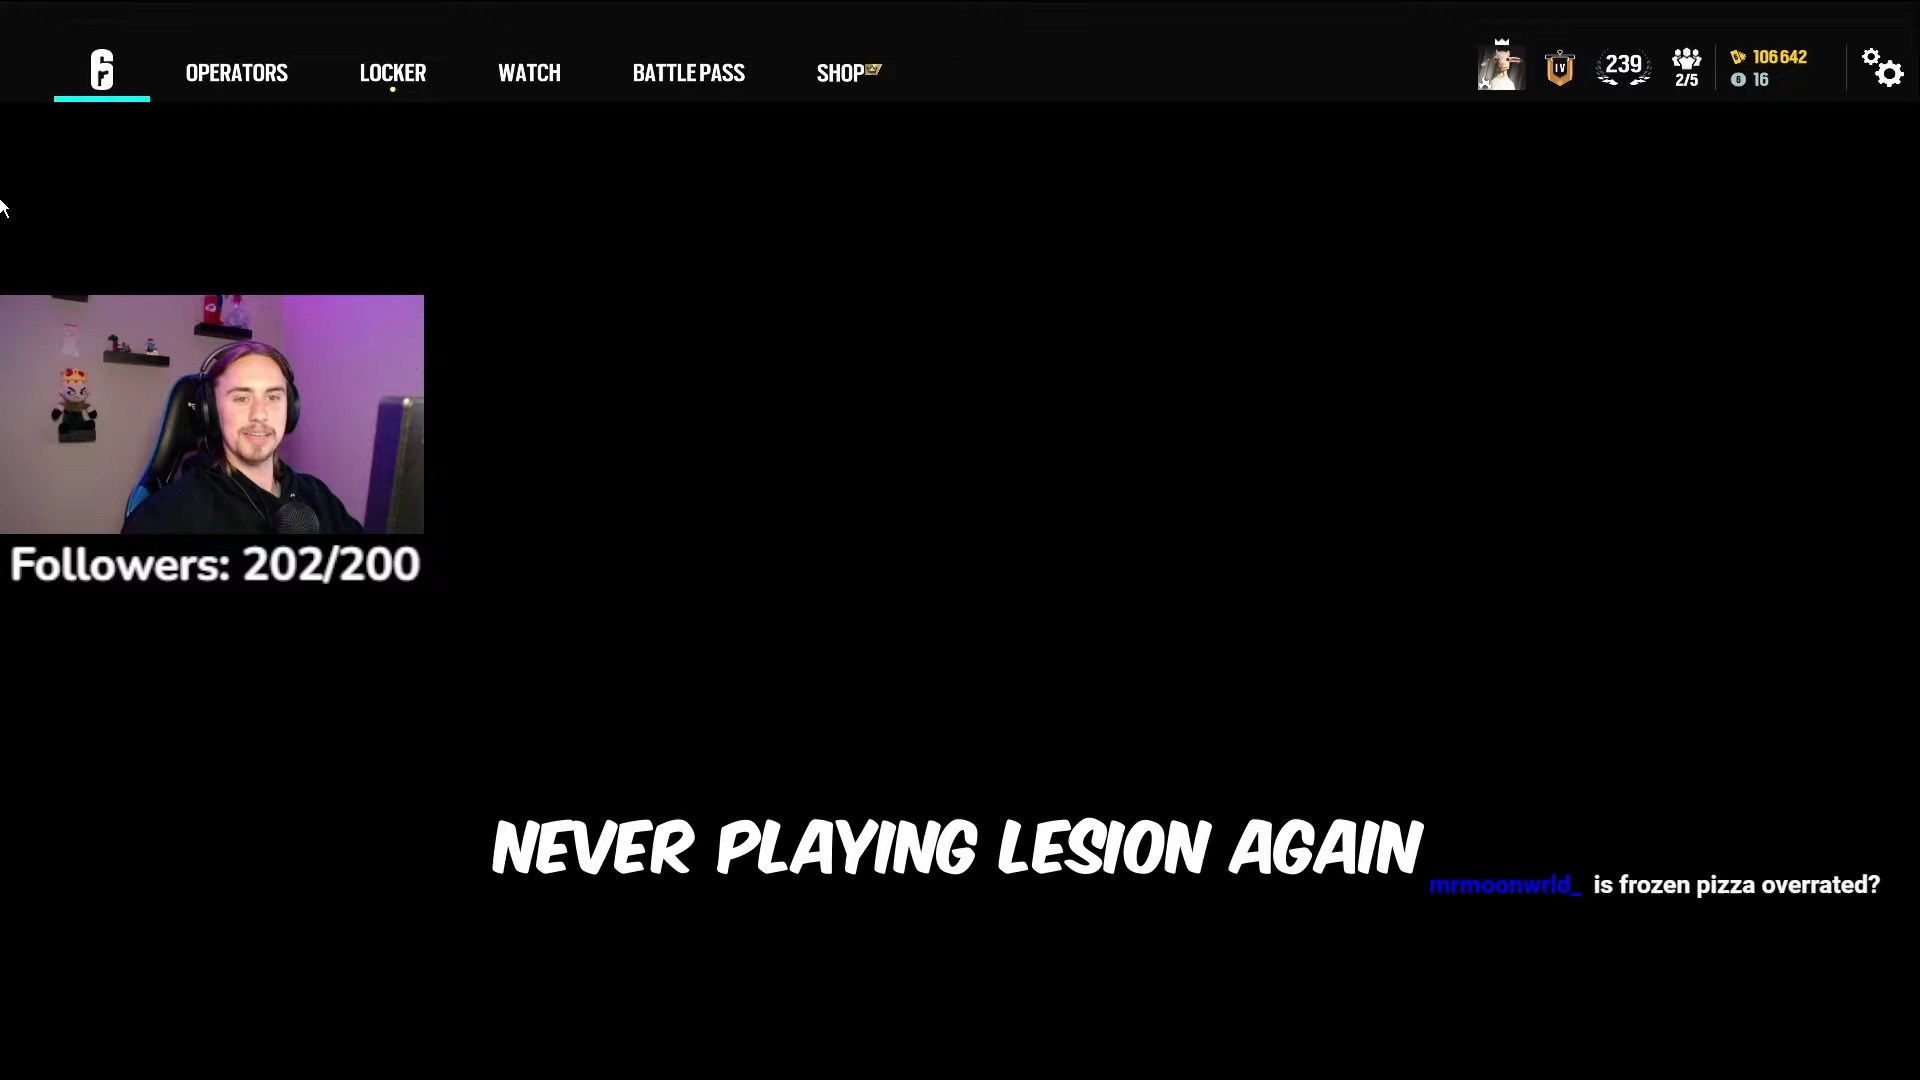 OPERATORS
LOCKER
WATCH
BATTLE PASS
SHOP
IV
239
2/5
106 642
16
Followers: 202/200
NEVER PLAYING LESION AGAIN
mrmoonwrld_ is frozen pizza overrated?